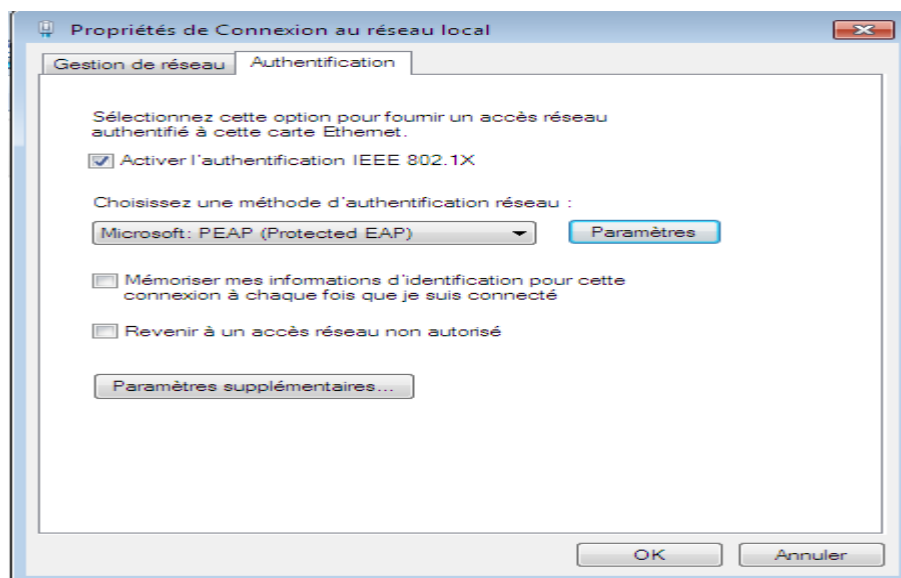 Propriétés de Connexion au réseau local
Gestion de réseau
Authentification
Sélectionnez cette option pour fournir un accès réseau
authentifié à cette carte Ethernet.
Activer l'authentification IEEE 802.1X
Choisissez une méthode d'authentification réseau :
Microsoft: PEAP (Protected EAP)
Paramètres
Mémoriser mes informations d'identification pour cette
connexion à chaque fois que je suis connecté
Revenir à un accès réseau non autorisé
Paramètres supplémentaires...
OK
Annuler